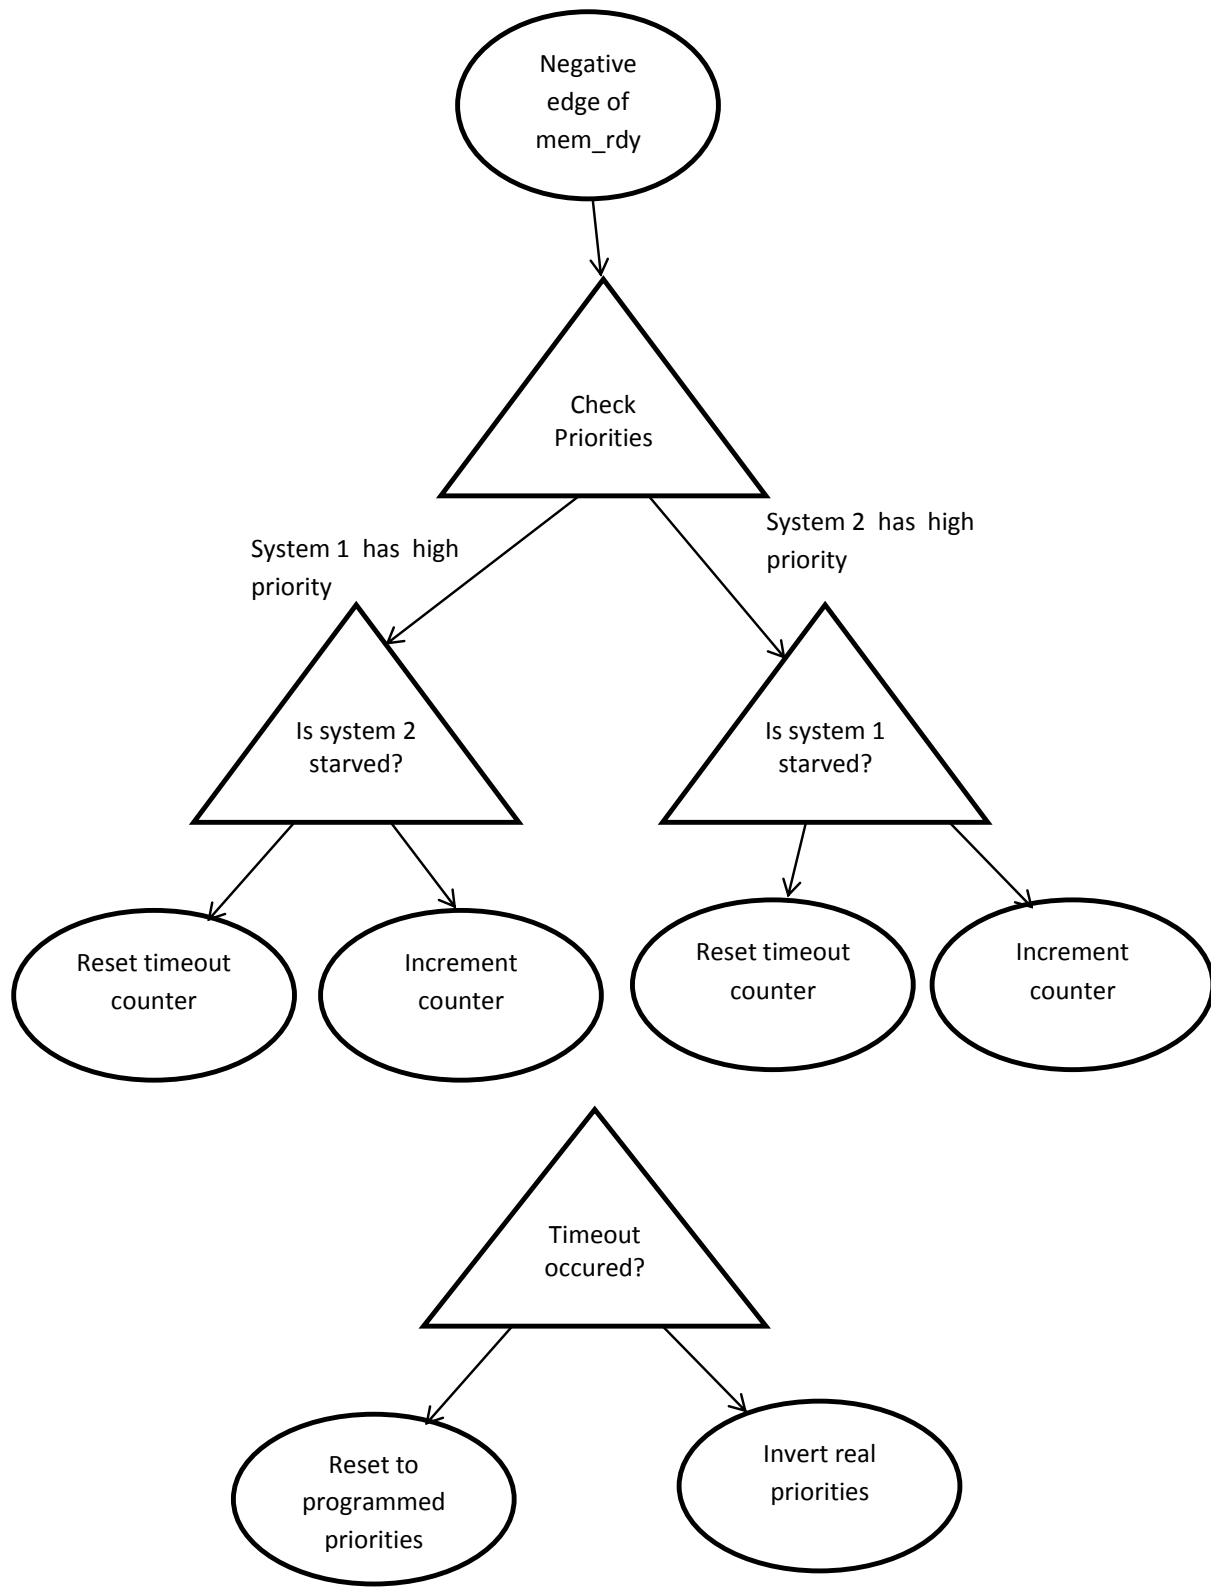 Negative
edge of
mem_rdy
Check
Priorities
System 1 has high
priority
System 2 has high
priority
Is system 2
starved?
Is system 1
starved?
Reset timeout
counter
Increment
counter
Reset timeout
counter
Increment
counter
Timeout
occured?
Reset to
programmed
priorities
Invert real
priorities